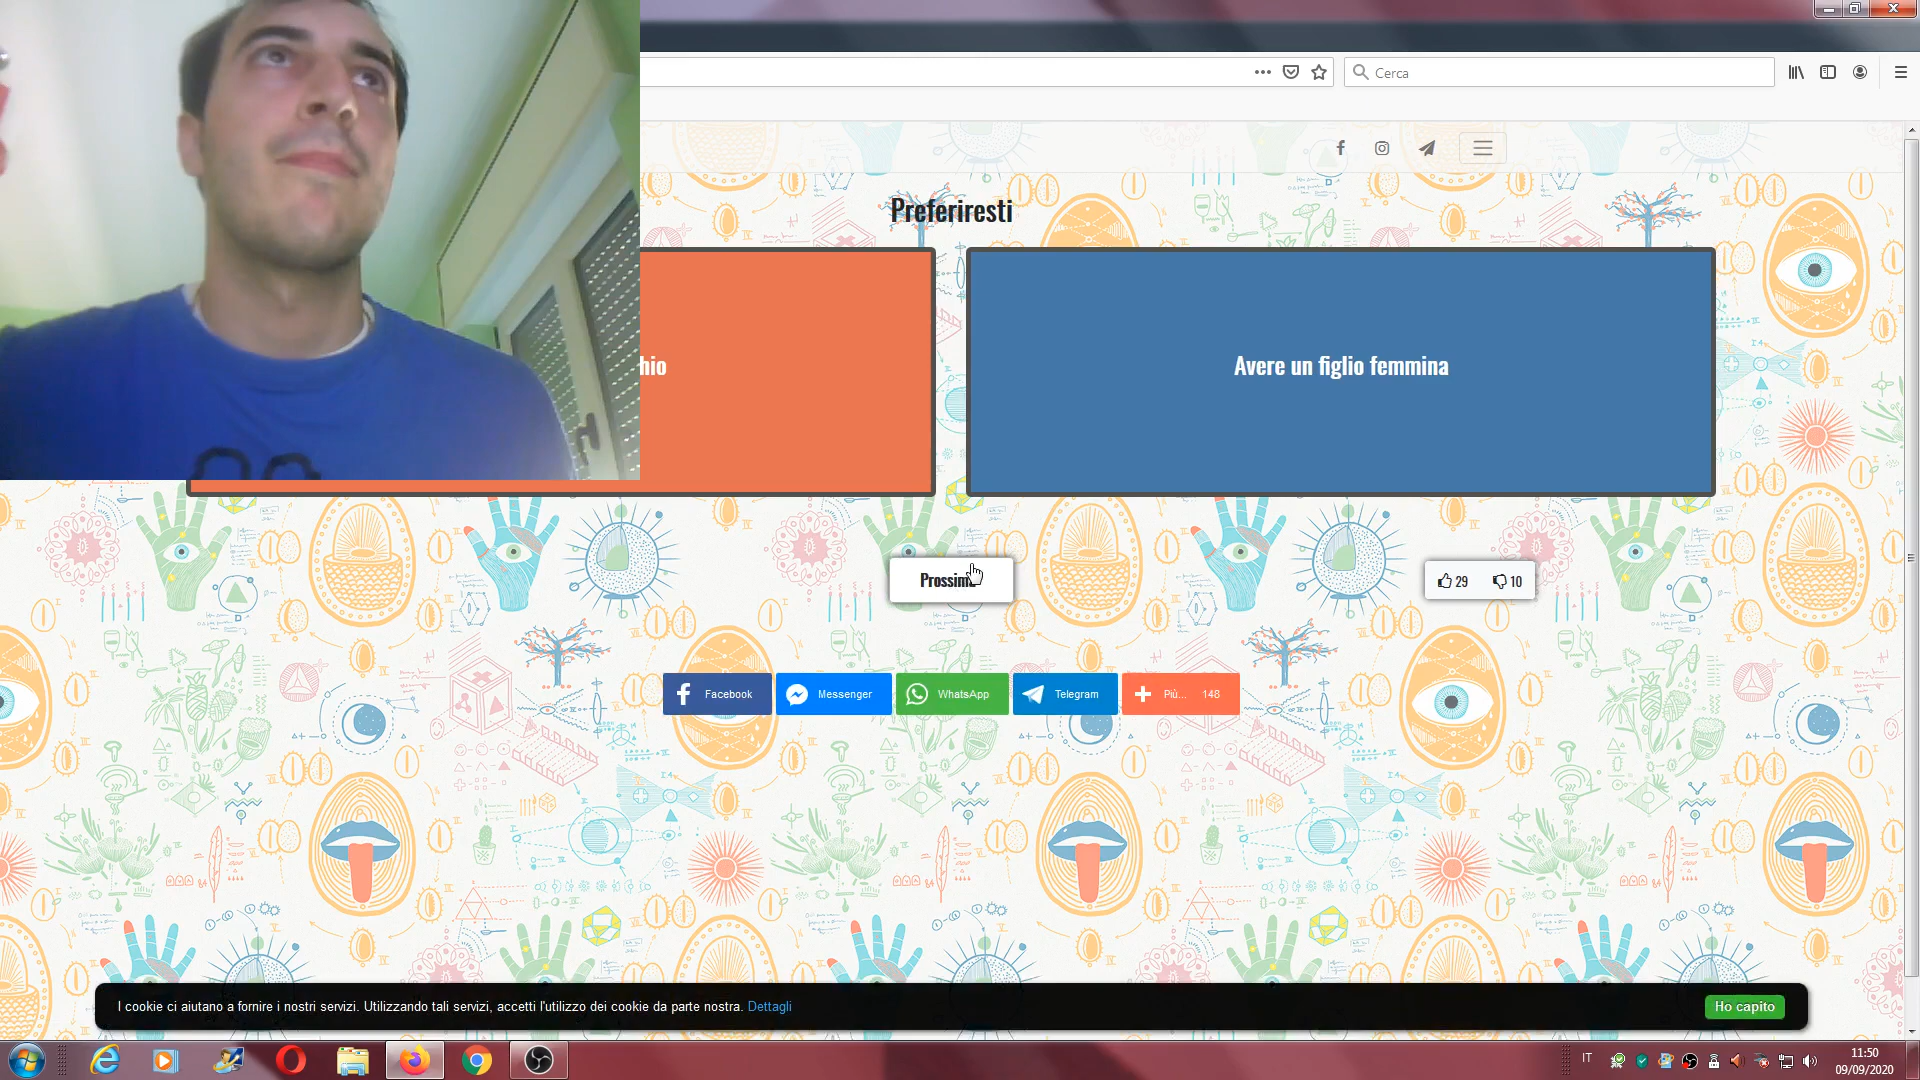 Cerca
Preferiresti
hio
Avere un figlio femmina
29
10
Facebook
Messenger
WhatsApp
Telegram
Più...
148
I cookie ci aiutano a fornire i nostri servizi. Utilizzando tali servizi, accetti l'utilizzo dei cookie da parte nostra. Dettagli
Ho capito
IT
11:50
09/09/2020